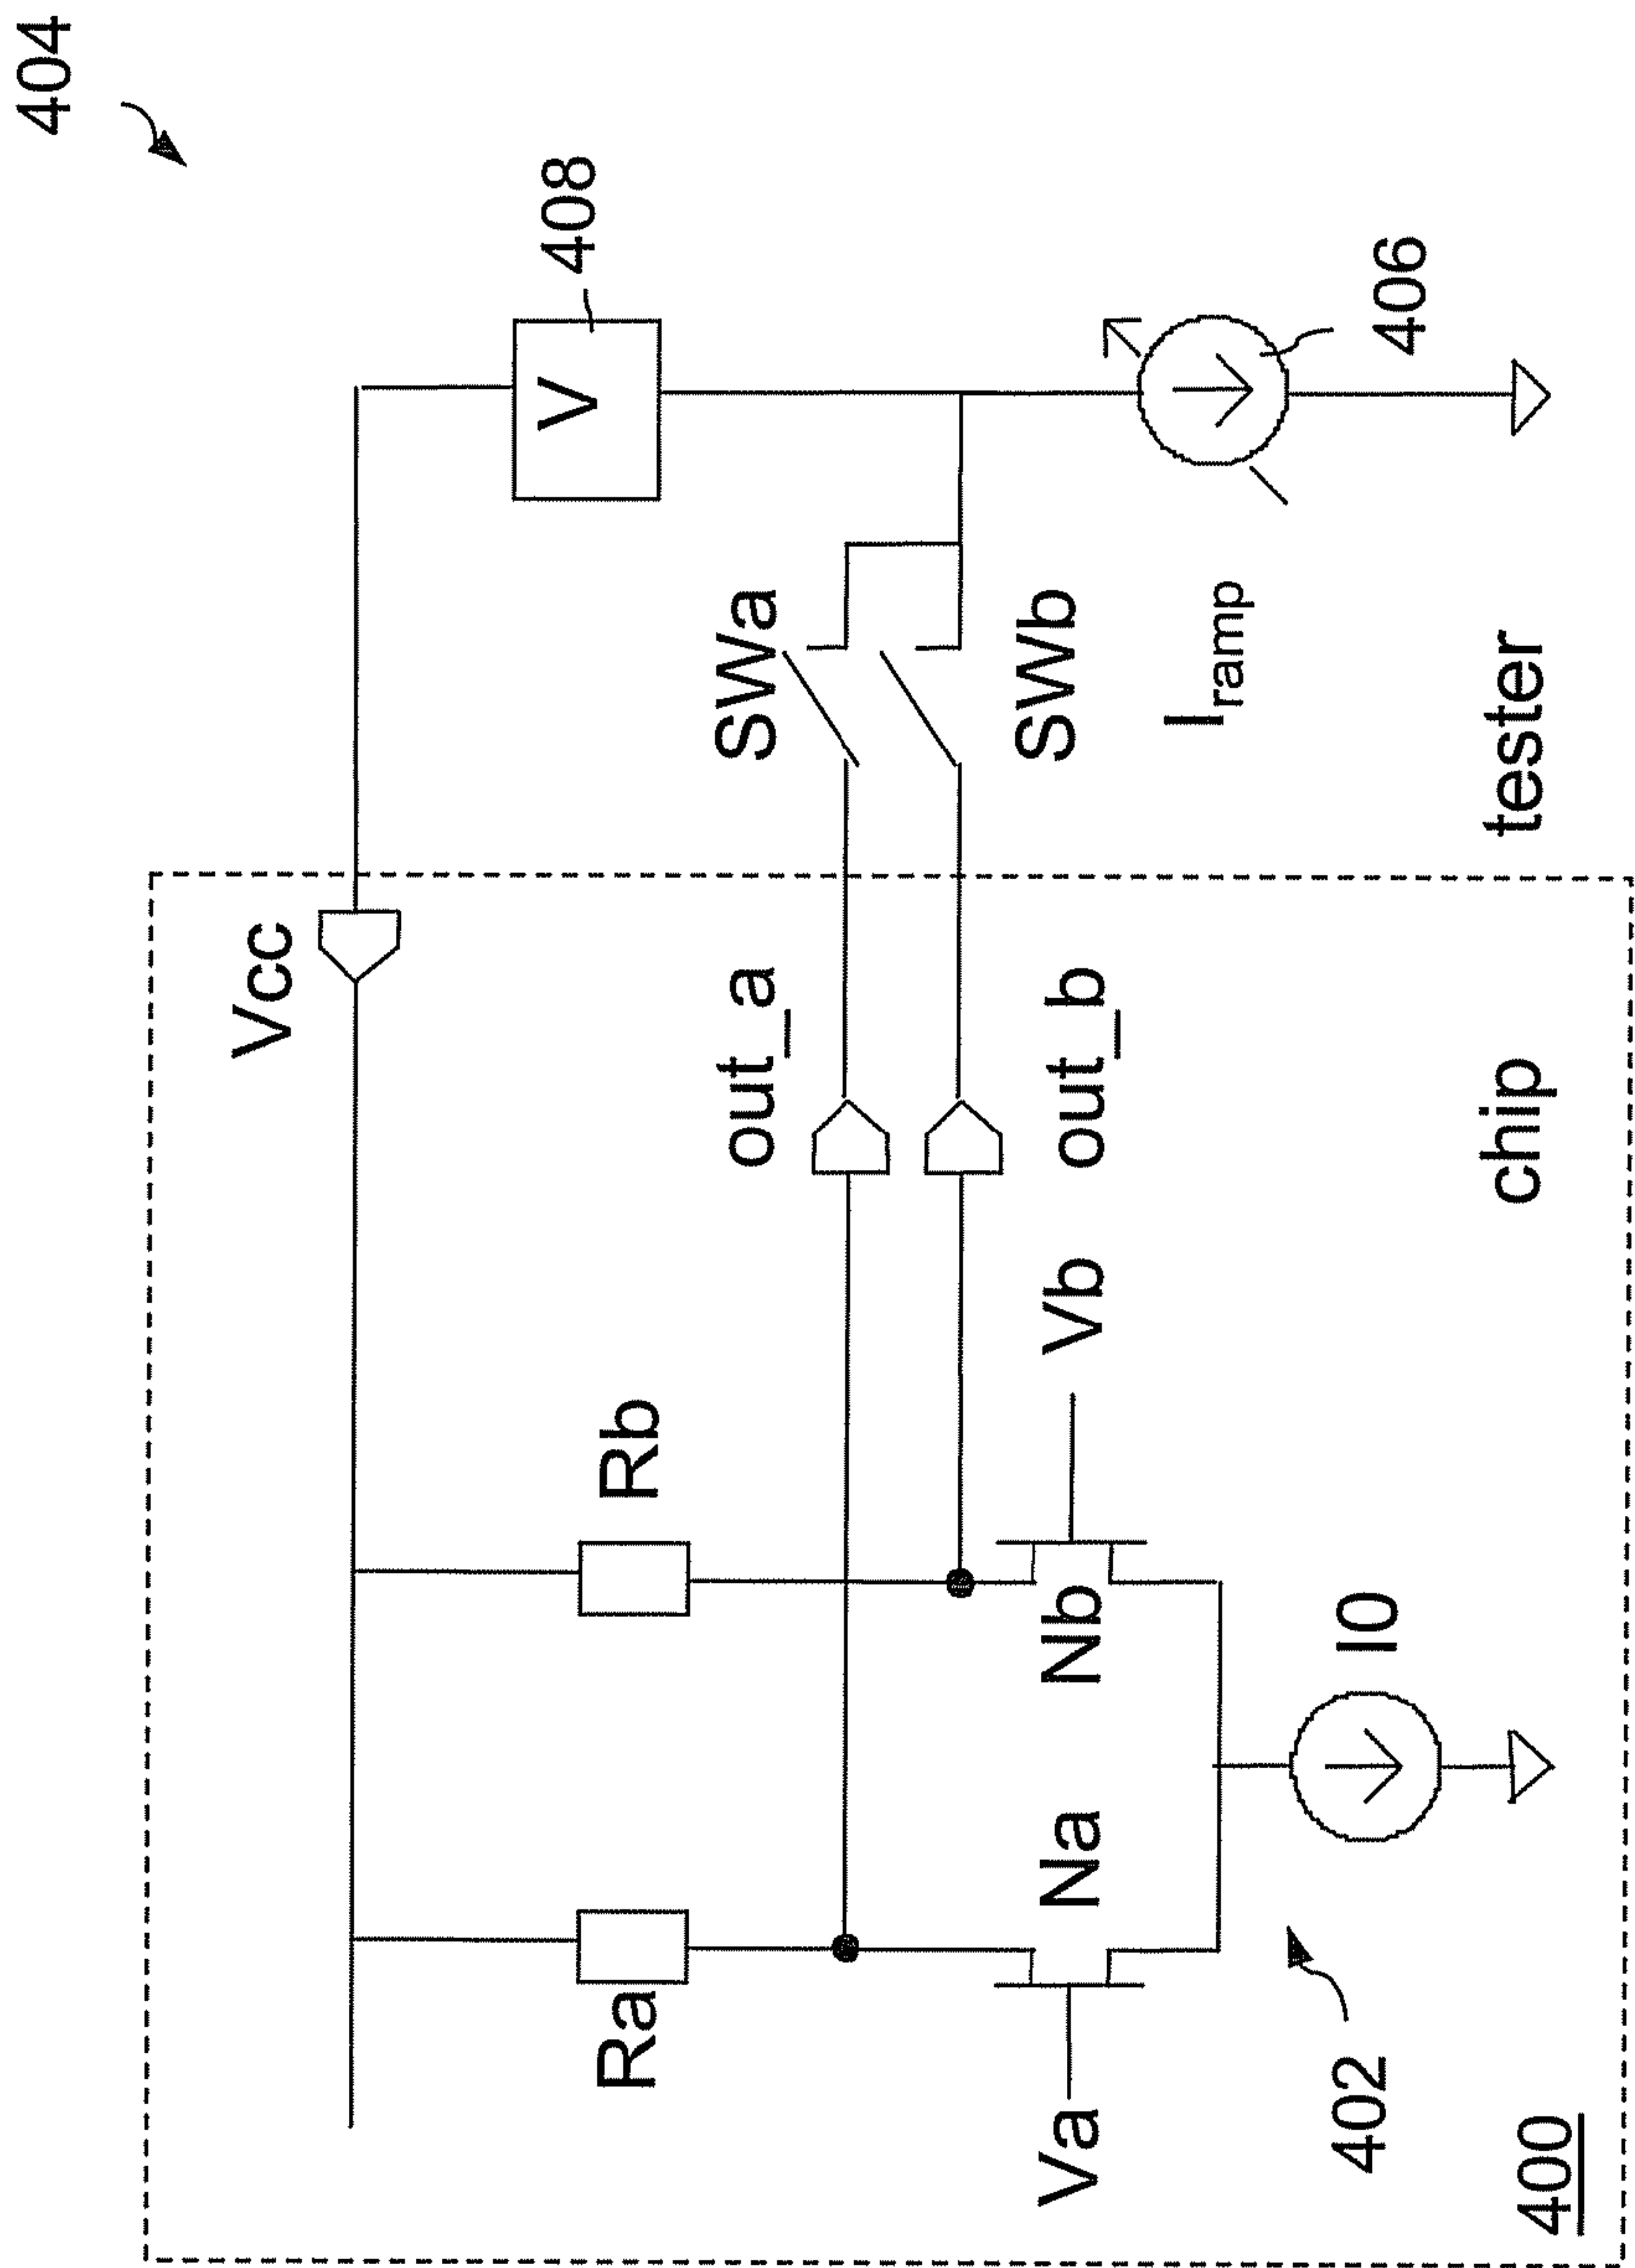 404
408
V
Vcc
Ra
Rb
out_a
SWa
SWb
out_b
Va
Na
Nb
Vb
Iramp
406
402
I0
400
chip
tester